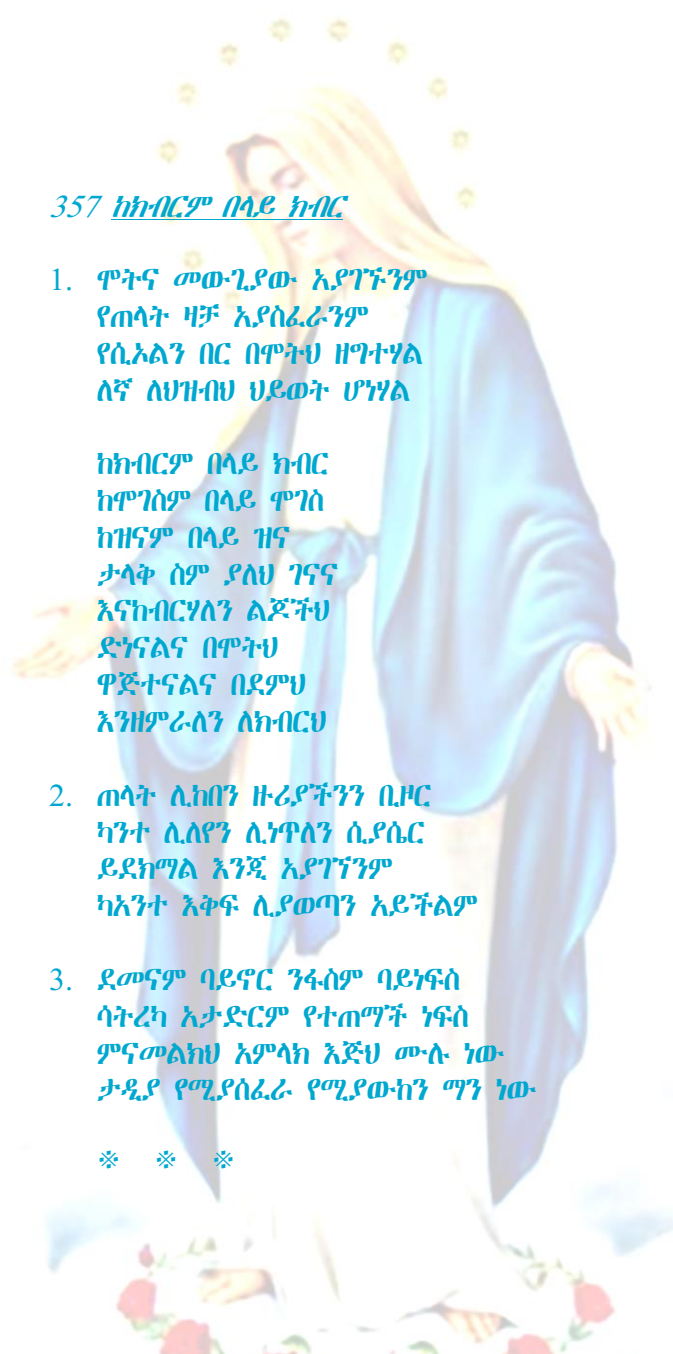 357 ከክብርም በላይ ክብር
1. ሞትና መውጊያው አያገኙንም
የጠላት ዛቻ አያስፈራንም
የሲኦልን በር በሞትህ ዘግተሃል
ለኛ ለህዝብህ ህይወት ሆነሃል
ከክብርም በላይ ክብር
ከሞገስም በላይ ሞገስ
ከዝናም በላይ ዝና
ታላቅ ስም ያለህ ገናና
እናከብርሃለን ልጆችህ
ድነናልና በሞትህ
ዋጅተናልና በደምህ
እንዘምራለን ለክብርህ
2. ጠላት ሊከበን ዙሪያችንን ቢዞር
ካንተ ሊለየን ሊነጥለን ሲያሴር
ይደክማል እንጂ አያገኘንም
ካአንተ እቅፍ ሊያወጣን አይችልም
3. ደመናም ባይኖር ንፋስም ባይነፍስ
ሳትረካ አታድርም የተጠማች ነፍስ
ምናመልክህ አምላክ እጅህ ሙሉ ነው
ታዲያ የሚያሰፈራ የሚያውከን ማን ነው
※ ※ ※